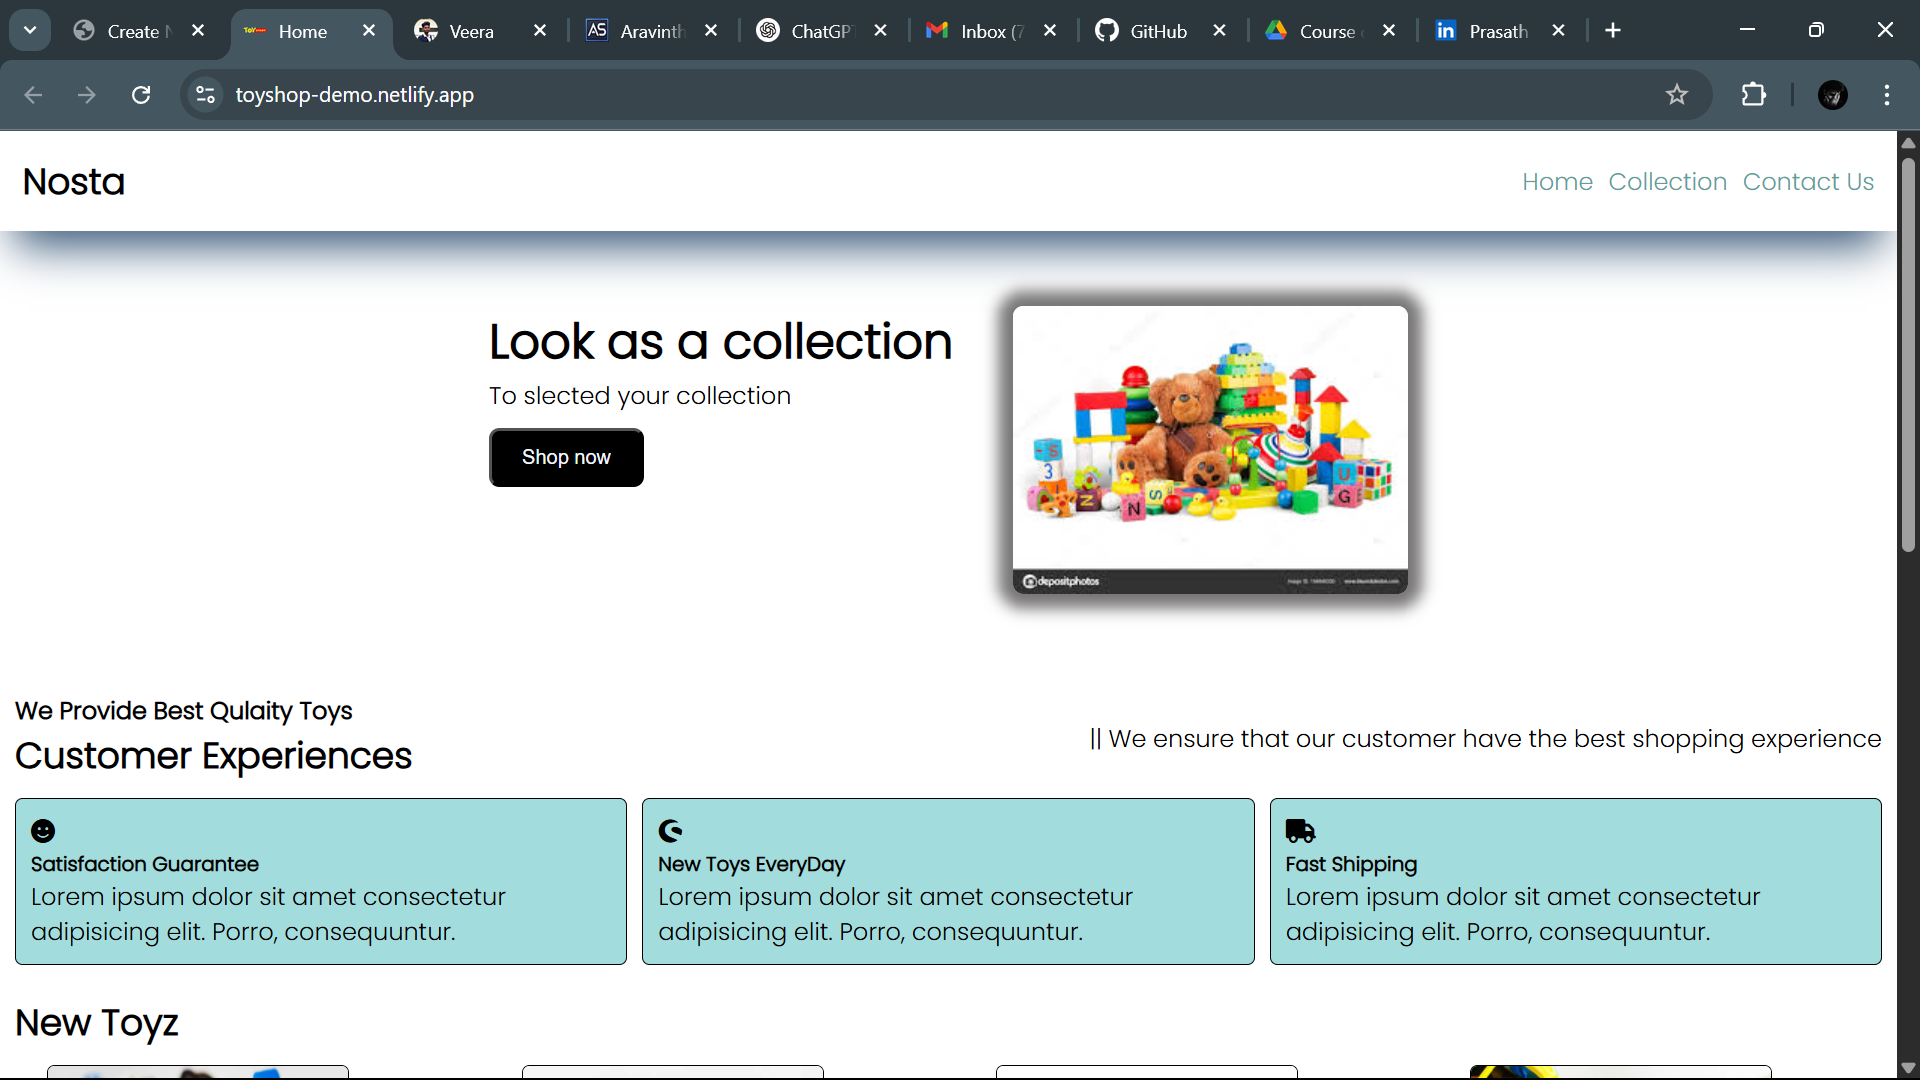 Create N
Home
Veera
AS Aravinth
ChatGP
Inbox (7
GitHub
Course
in Prasath
toyshop-demo.netlify.app
Nosta
Home Collection Contact Us
Look as a collection
To slected your collection
Shop now
depositphotos
We Provide Best Qulaity Toys
Customer Experiences
|| We ensure that our customer have the best shopping experience
Satisfaction Guarantee
Lorem ipsum dolor sit amet consectetur
adipisicing elit. Porro, consequuntur.
New Toys EveryDay
Lorem ipsum dolor sit amet consectetur
adipisicing elit. Porro, consequuntur.
Fast Shipping
Lorem ipsum dolor sit amet consectetur
adipisicing elit. Porro, consequuntur.
New Toyz